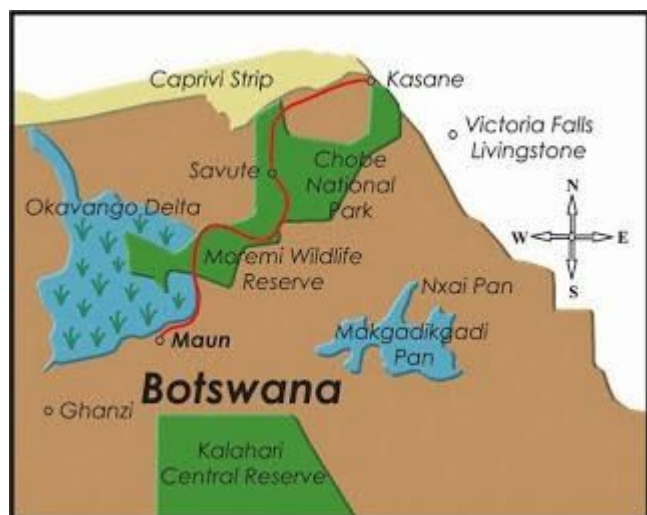 Caprivi Strip
Kasane
Victoria Falls
Livingstone
Savute
Chobe
National
Park
Okavango Delta
N
W
E
S
Moremi Wildlife
Reserve
Nxai Pan
Makgadikgadi
Pan
Maun
Botswana
Ghanzi
Kalahari
Central Reserve